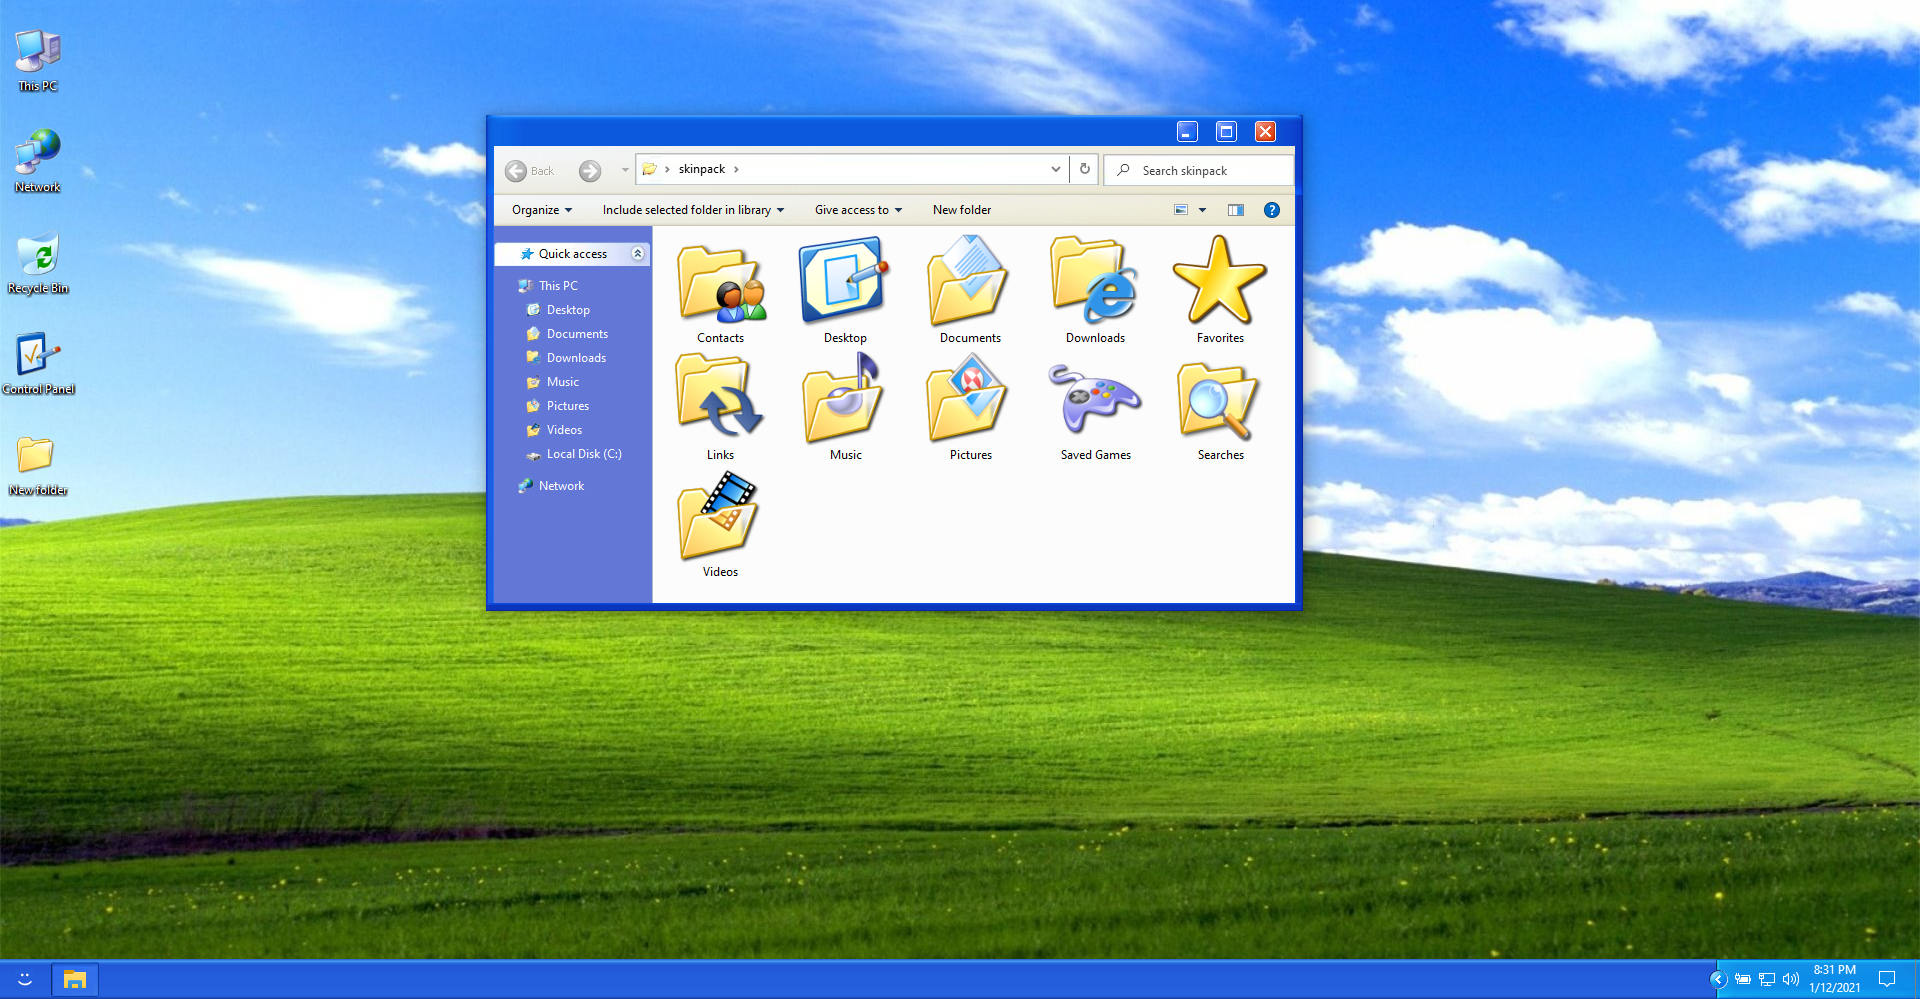 This PC
Network
Recycle Bin
Control Panel
New folder
Back
skinpack
Search skinpack
Organize
Include selected folder in library
Give access to
New folder
Quick access
This PC
Desktop
Documents
Downloads
Music
Pictures
Videos
Local Disk (C:)
Network
Contacts
Desktop
Documents
Downloads
Favorites
Links
Music
Pictures
Saved Games
Searches
Videos
8:31 PM
1/12/2021